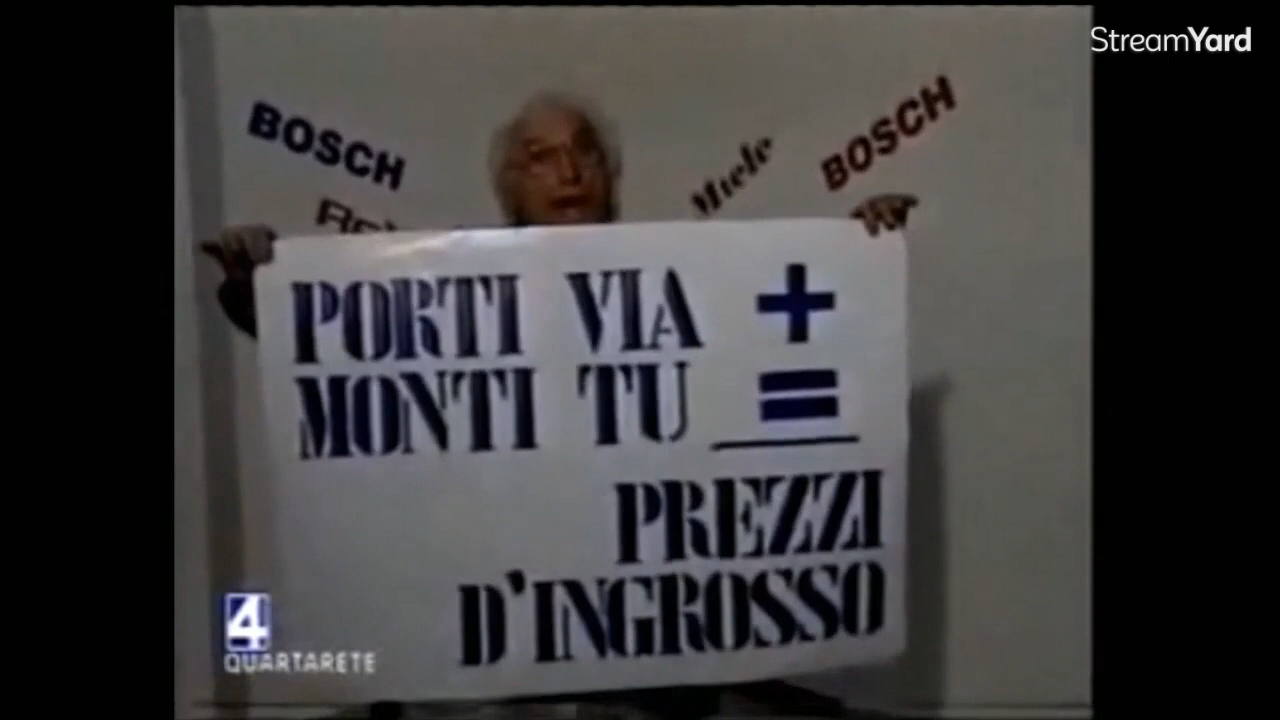 StreamYard
BOSCH
Miele
BOSCH
PORTI VIA +
MONTI TU =
PREZZI
D'INGROSSO
4
QUARTARETE